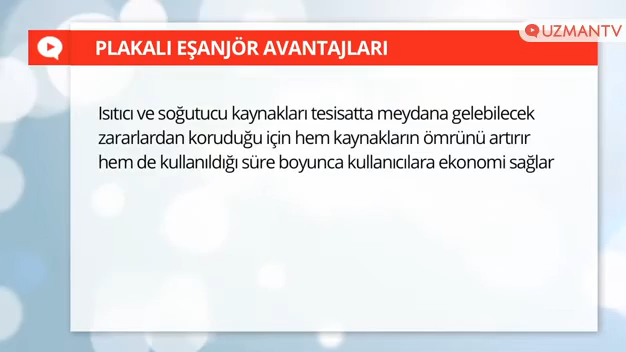 UZMANTV
PLAKALI EŞANJÖR AVANTAJLARI
Isıtıcı ve soğutucu kaynakları tesisatta meydana gelebilecek
zararlardan koruduğu için hem kaynakların ömrünü artırır
hem de kullanıldığı süre boyunca kullanıcılara ekonomi sağlar